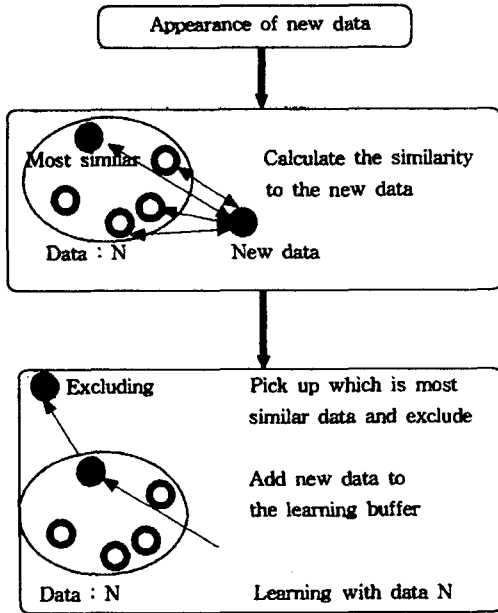 Appearance of new data
Most similar
Calculate the similarity
to the new data
Data : N
New data
Excluding
Pick up which is most
similar data and exclude
Add new data to
the learning buffer
Data : N
Learning with data N